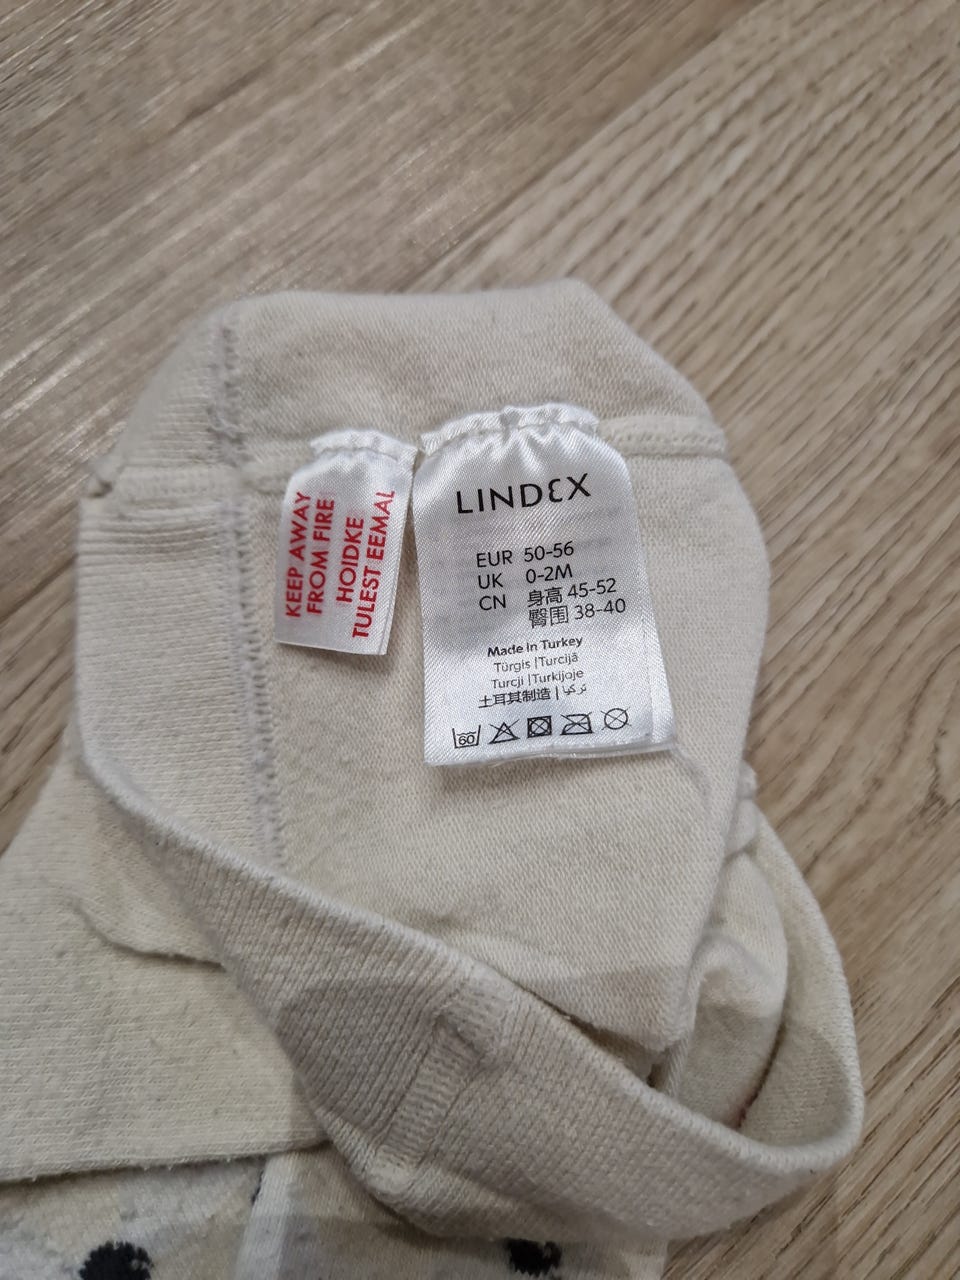 KEEP AWAY
FROM FIRE
HOIDKE
TULEST EEMAL
LINDEX
EUR 50-56
UK 0-2M
CN 身高 45-52
臀围 38-40
Made in Turkey
Türgis |Turcijā
Turcji |Turkijoje
土耳其制造 | تركيا
60